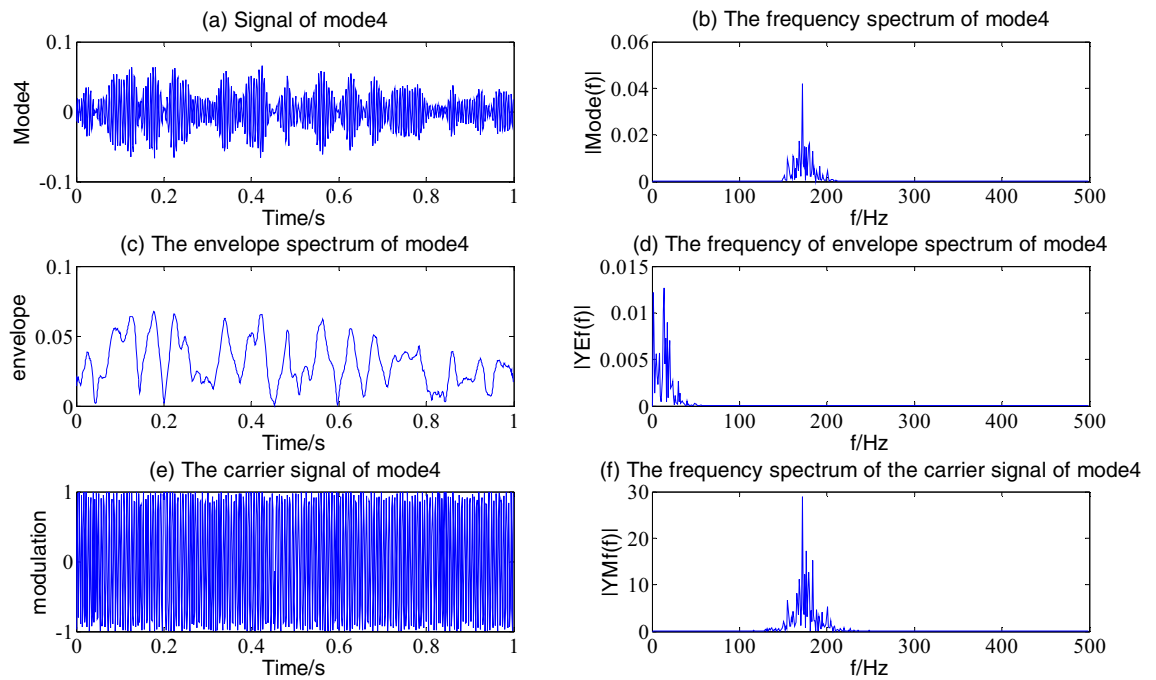 (a) Signal of mode4
0.1
0
-0.1
Mode4
0 0.2 0.4 0.6 0.8 1
Time/s
(b) The frequency spectrum of mode4
0.06
0.04
0.02
0
|Mode(f)|
0 100 200 300 400 500
f/Hz
(c) The envelope spectrum of mode4
0.1
0.05
0
envelope
0 0.2 0.4 0.6 0.8 1
Time/s
(d) The frequency of envelope spectrum of mode4
0.015
0.01
0.005
0
|YEf(f)|
0 100 200 300 400 500
f/Hz
(e) The carrier signal of mode4
1
0
-1
modulation
0 0.2 0.4 0.6 0.8 1
Time/s
(f) The frequency spectrum of the carrier signal of mode4
30
20
10
0
|YMf(f)|
0 100 200 300 400 500
f/Hz